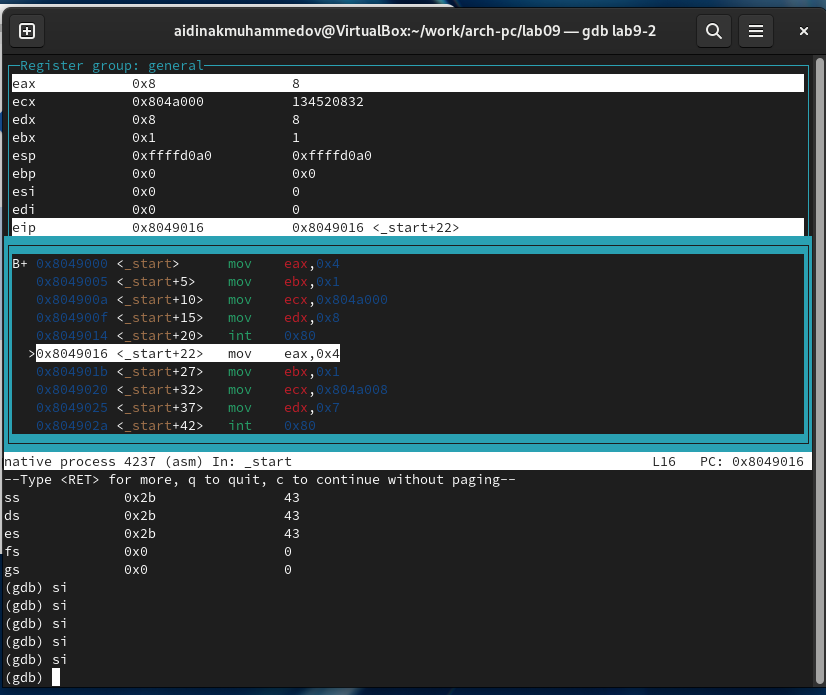 aidinakmuhammedov@VirtualBox:~/work/arch-pc/lab09 — gdb lab9-2
Register group: general
eax 0x8 8
ecx 0x804a000 134520832
edx 0x8 8
ebx 0x1 1
esp 0xffffd0a0 0xffffd0a0
ebp 0x0 0x0
esi 0x0 0
edi 0x0 0
eip 0x8049016 0x8049016 <_start+22>
B+ 0x8049000 <_start> mov eax,0x4
0x8049005 <_start+5> mov ebx,0x1
0x804900a <_start+10> mov ecx,0x804a000
0x804900f <_start+15> mov edx,0x8
0x8049014 <_start+20> int 0x80
>0x8049016 <_start+22> mov eax,0x4
0x804901b <_start+27> mov ebx,0x1
0x8049020 <_start+32> mov ecx,0x804a008
0x8049025 <_start+37> mov edx,0x7
0x804902a <_start+42> int 0x80
native process 4237 (asm) In: _start L16 PC: 0x8049016
--Type <RET> for more, q to quit, c to continue without paging--
ss 0x2b 43
ds 0x2b 43
es 0x2b 43
fs 0x0 0
gs 0x0 0
(gdb) si
(gdb) si
(gdb) si
(gdb) si
(gdb) si
(gdb)